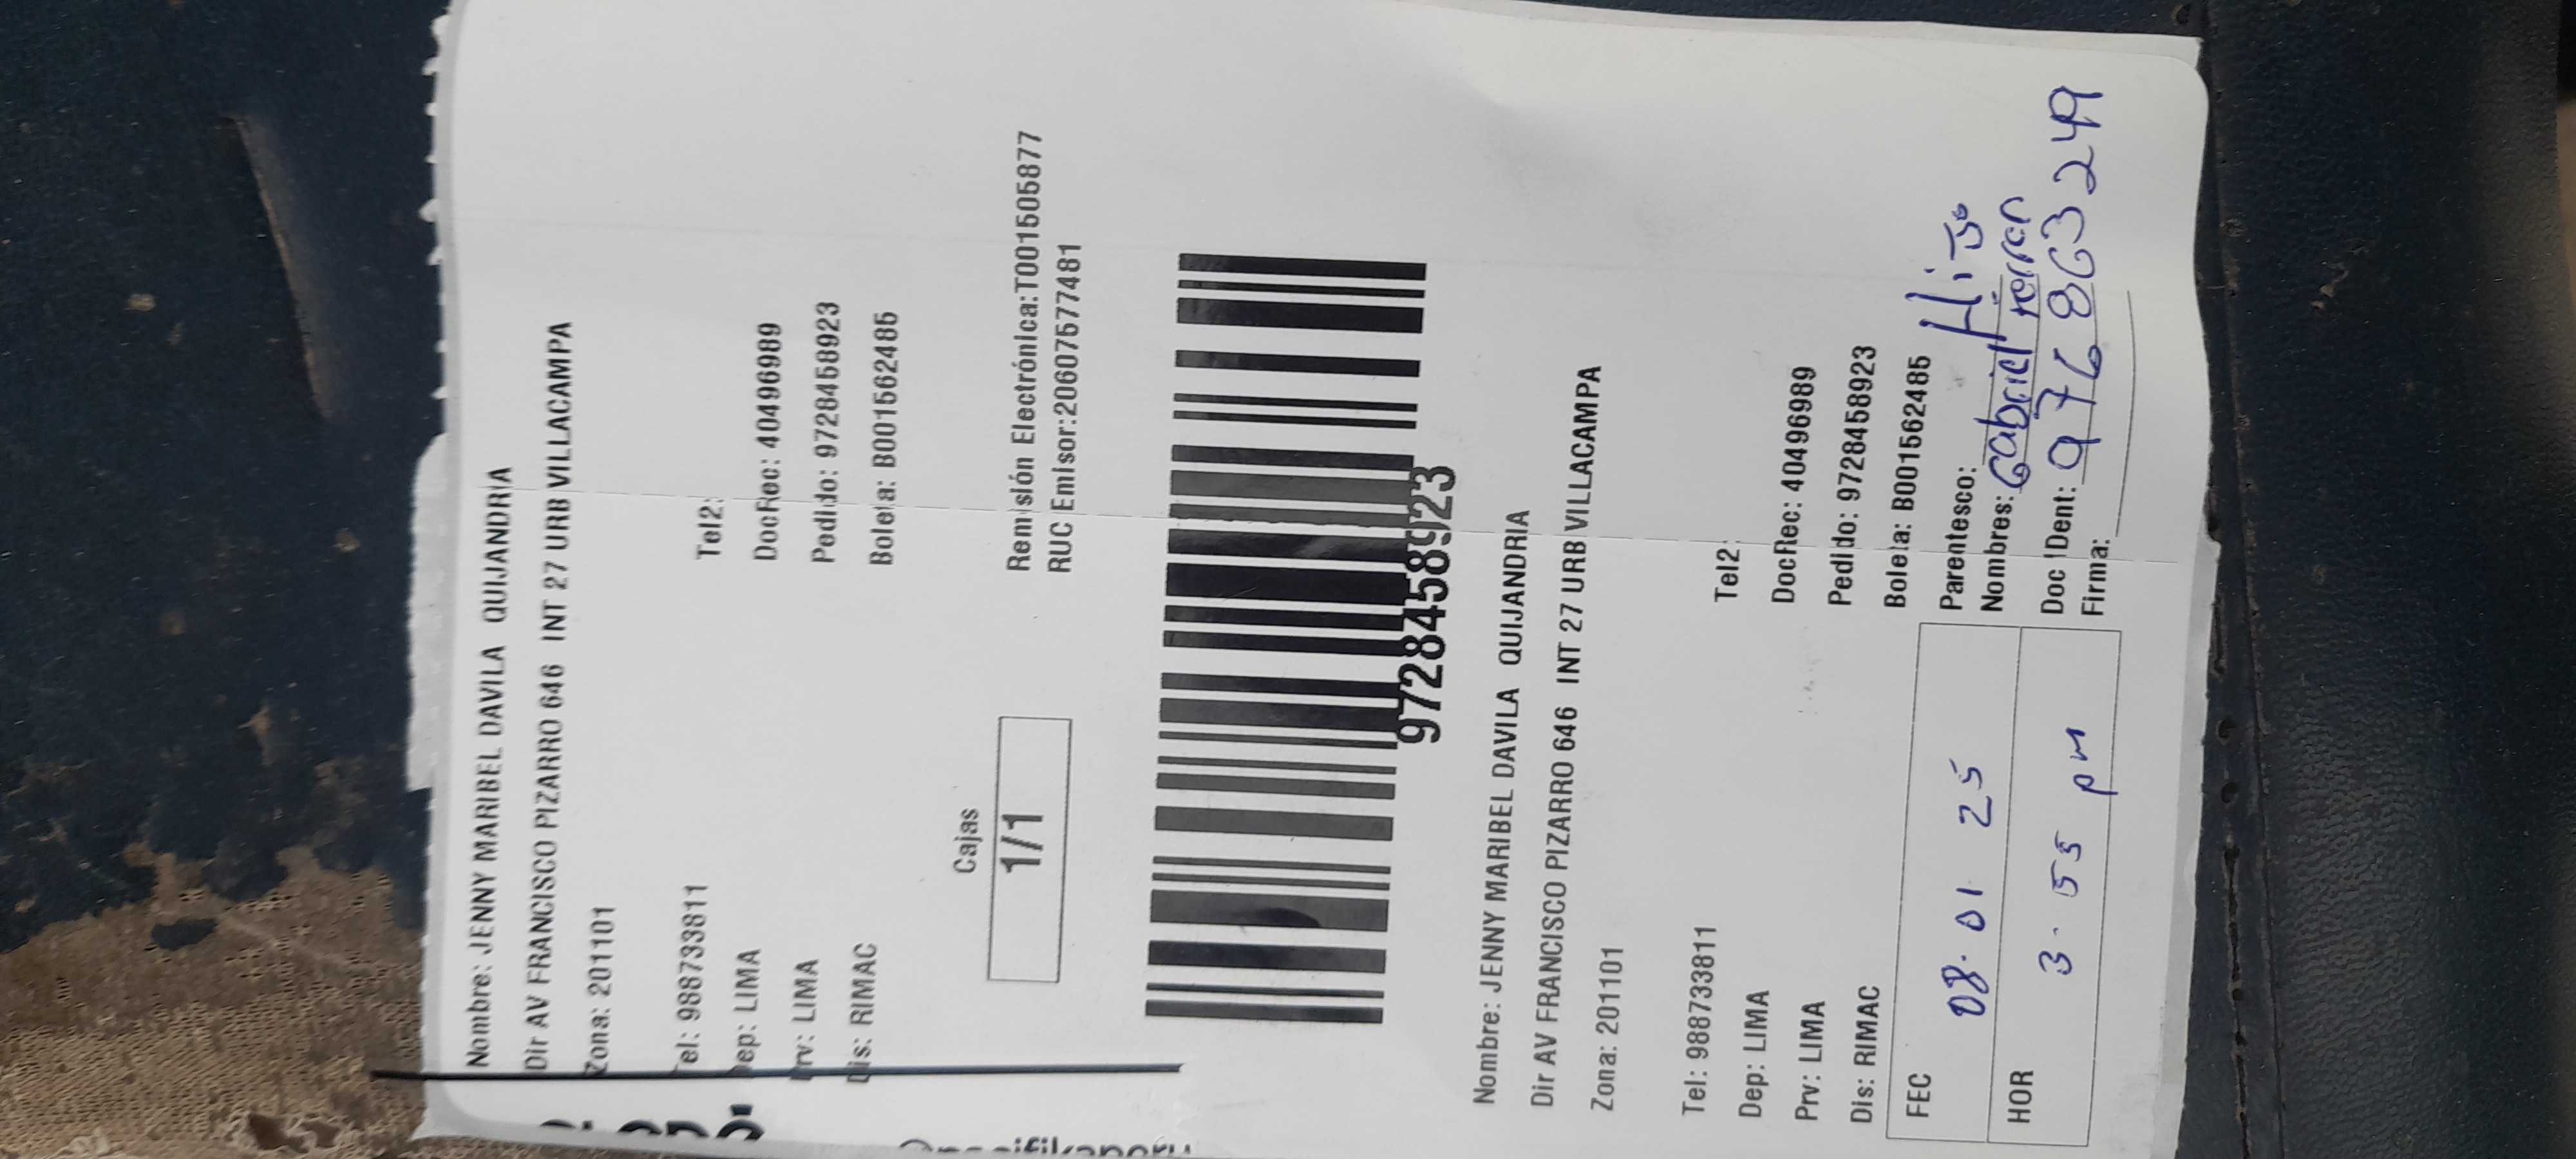 Nombre: JENNY MARIBEL DAVILA QUIJANDRIA
Dir AV FRANCISCO PIZARRO 646 INT 27 URB VILLACAMPA
Zona: 201101
Tel: 988733811 Tel2:
Dep: LIMA DocRec: 40496989
Prv: LIMA Pedido: 9728458923
Dis: RIMAC Boleta: B001562485
Cajas
1/1
Remisión Electrónica:T001505877
RUC Emisor:20607577481
9728458923
Nombre: JENNY MARIBEL DAVILA QUIJANDRIA
Dir AV FRANCISCO PIZARRO 646 INT 27 URB VILLACAMPA
Zona: 201101
Tel: 988733811 Tel2:
Dep: LIMA DocRec: 40496989
Prv: LIMA Pedido: 9728458923
Dis: RIMAC Boleta: B001562485
FEC 08.01 25
Parentesco: Hijo
Nombres: Gabriel
HOR 3.55 pm
Doc IDent: 976863249
Firma: